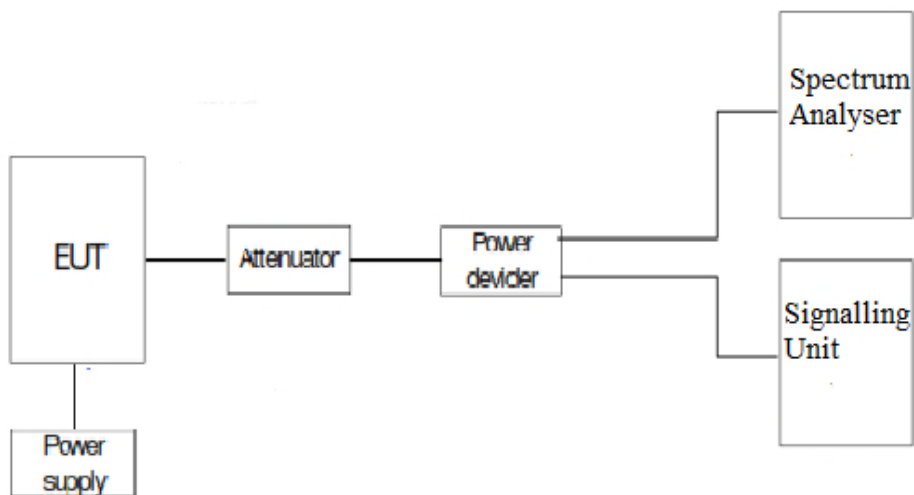 Spectrum
Analyser
EUT
Attenuator
Power
devider
Signalling
Unit
Power
supply